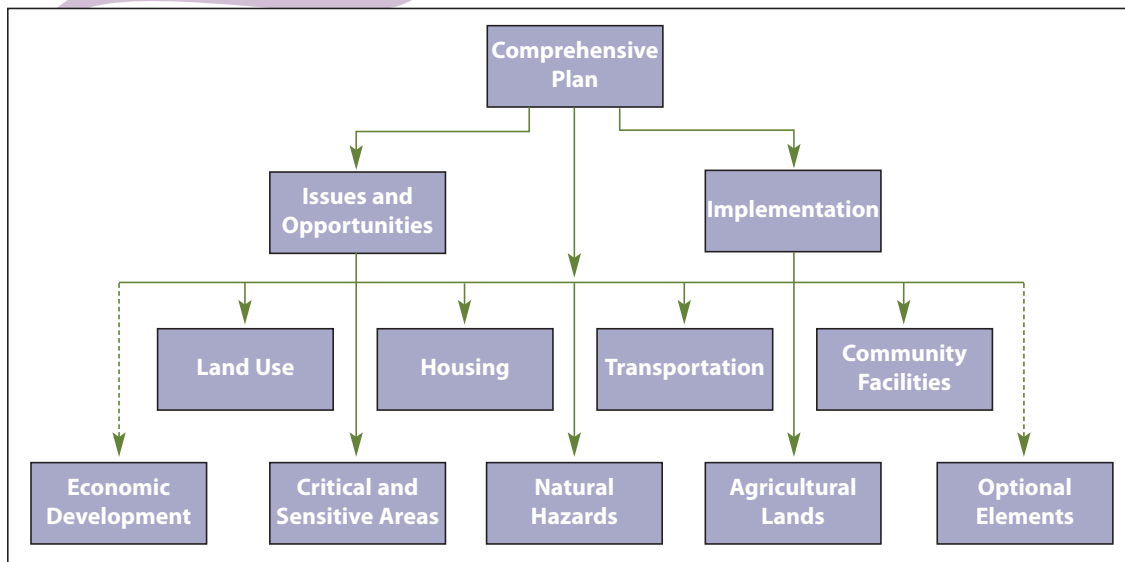 Comprehensive
Plan
Issues and
Opportunities
Implementation
Land Use
Housing
Transportation
Community
Facilities
Economic
Development
Critical and
Sensitive Areas
Natural
Hazards
Agricultural
Lands
Optional
Elements